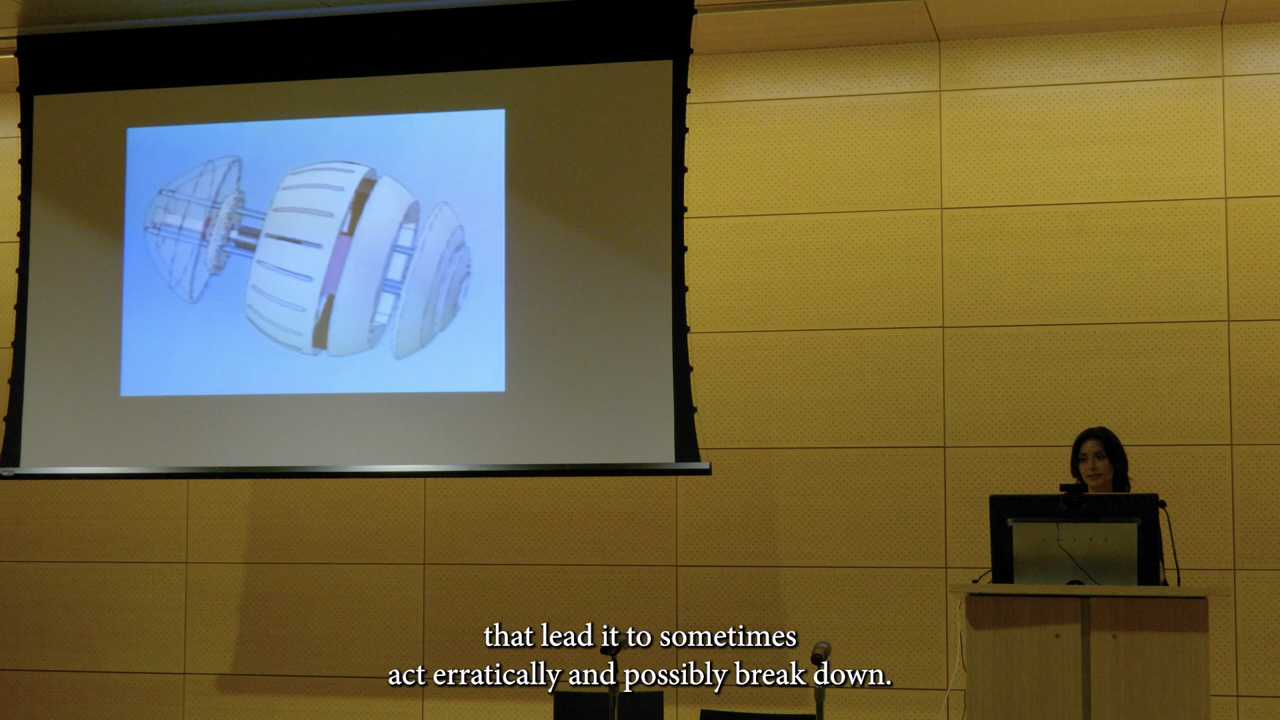 that lead it to sometimes
act erratically and possibly break down.